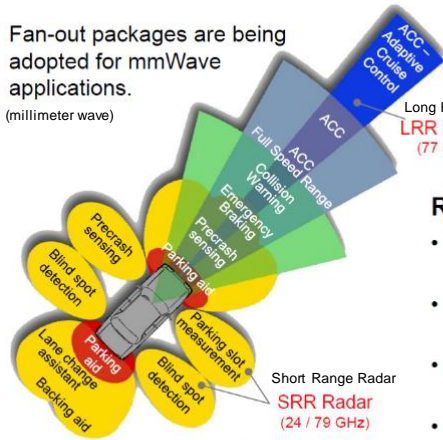 Fan-out packages are being
adopted for mmWave
applications.
(millimeter wave)
ACC –
Adaptive
Cruise
Control
Long
LRR
(77
ACC
ACC
Full Speed Range
Collision
Warning
Emergency
Braking
Precrash
sensing
Parking aid
Precrash
sensing
Blind spot
detection
Parking
aid
Lane change
assistant
Backing aid
Blind spot
detection
Parking slot
measurement
Short Range Radar
SRR Radar
(24 / 79 GHz)